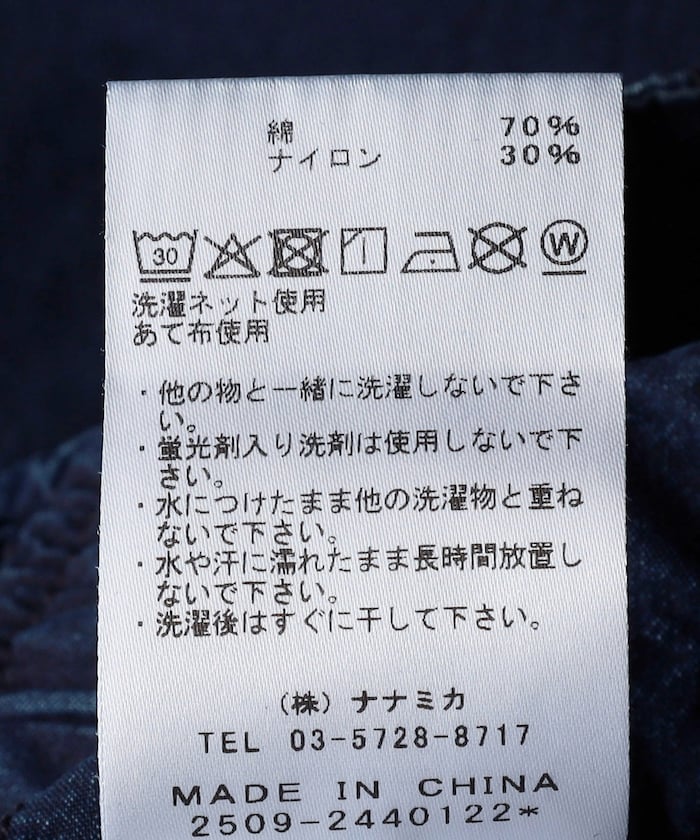 綿 70%
ナイロン 30%
30 W
洗濯ネット使用
あて布使用
・他の物と一緒に洗濯しないで下さ
い。
・蛍光剤入り洗剤は使用しないで下
さい。
・水につけたまま他の洗濯物と重ね
ないで下さい。
・水や汗に濡れたまま長時間放置し
ないで下さい。
・洗濯後はすぐに干して下さい。
（株）ナナミカ
TEL 03-5728-8717
MADE IN CHINA
2509-2440122*